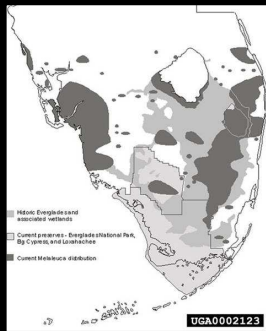 Historic Everglades and
associated wetlands
Current preserves - Everglades National Park,
Big Cypress, and Loxahachee
Current Melaleuca distribution
UGA0002123